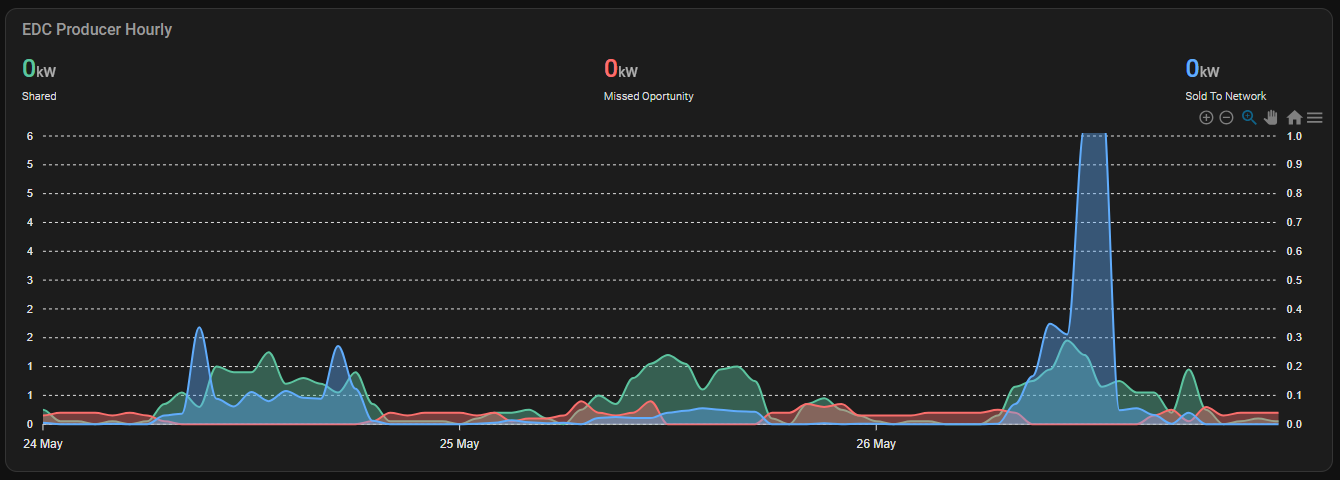 EDC Producer Hourly
0kW 0kW 0kW
Shared Missed Oportunity Sold To Network
6 1.0
5 0.9
5 0.8
4 0.7
4 0.6
3 0.5
2 0.4
2 0.3
1 0.2
1 0.1
0 0.0
24 May 25 May 26 May